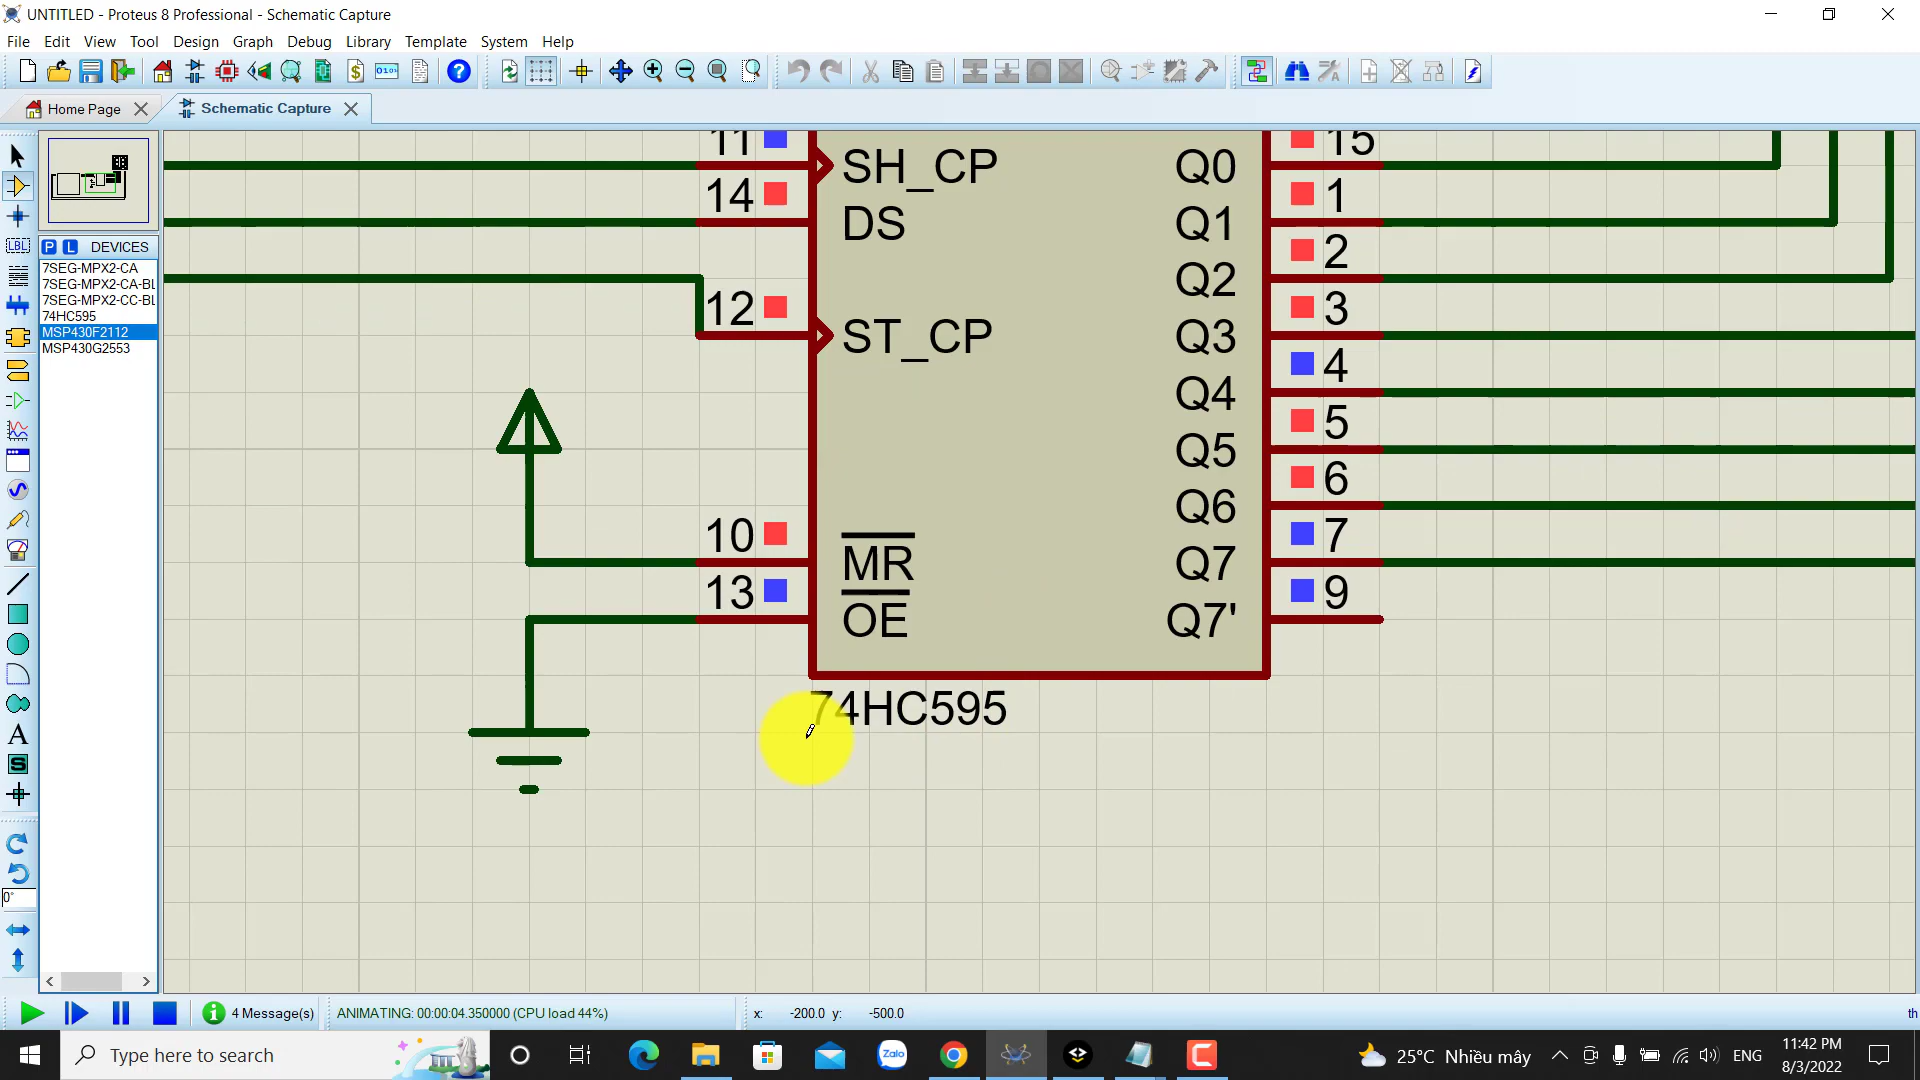 UNTITLED - Proteus 8 Professional - Schematic Capture
File Edit View Tool Design Graph Debug Library Template System Help
Home Page Schematic Capture
P L DEVICES
7SEG-MPX2-CA
7SEG-MPX2-CA-BL
7SEG-MPX2-CC-BL
74HC595
MSP430F2112
MSP430G2553
LBL
A
S
0°
11 SH_CP Q0 15
14 DS Q1 1
Q2 2
12 ST_CP Q3 3
Q4 4
Q5 5
Q6 6
10 MR Q7 7
13 OE Q7' 9
74HC595
4 Message(s) ANIMATING: 00:00:04.350000 (CPU load 44%) x: -200.0 y: -500.0 th
Type here to search Zalo 25°C Nhiều mây ENG 11:42 PM
8/3/2022